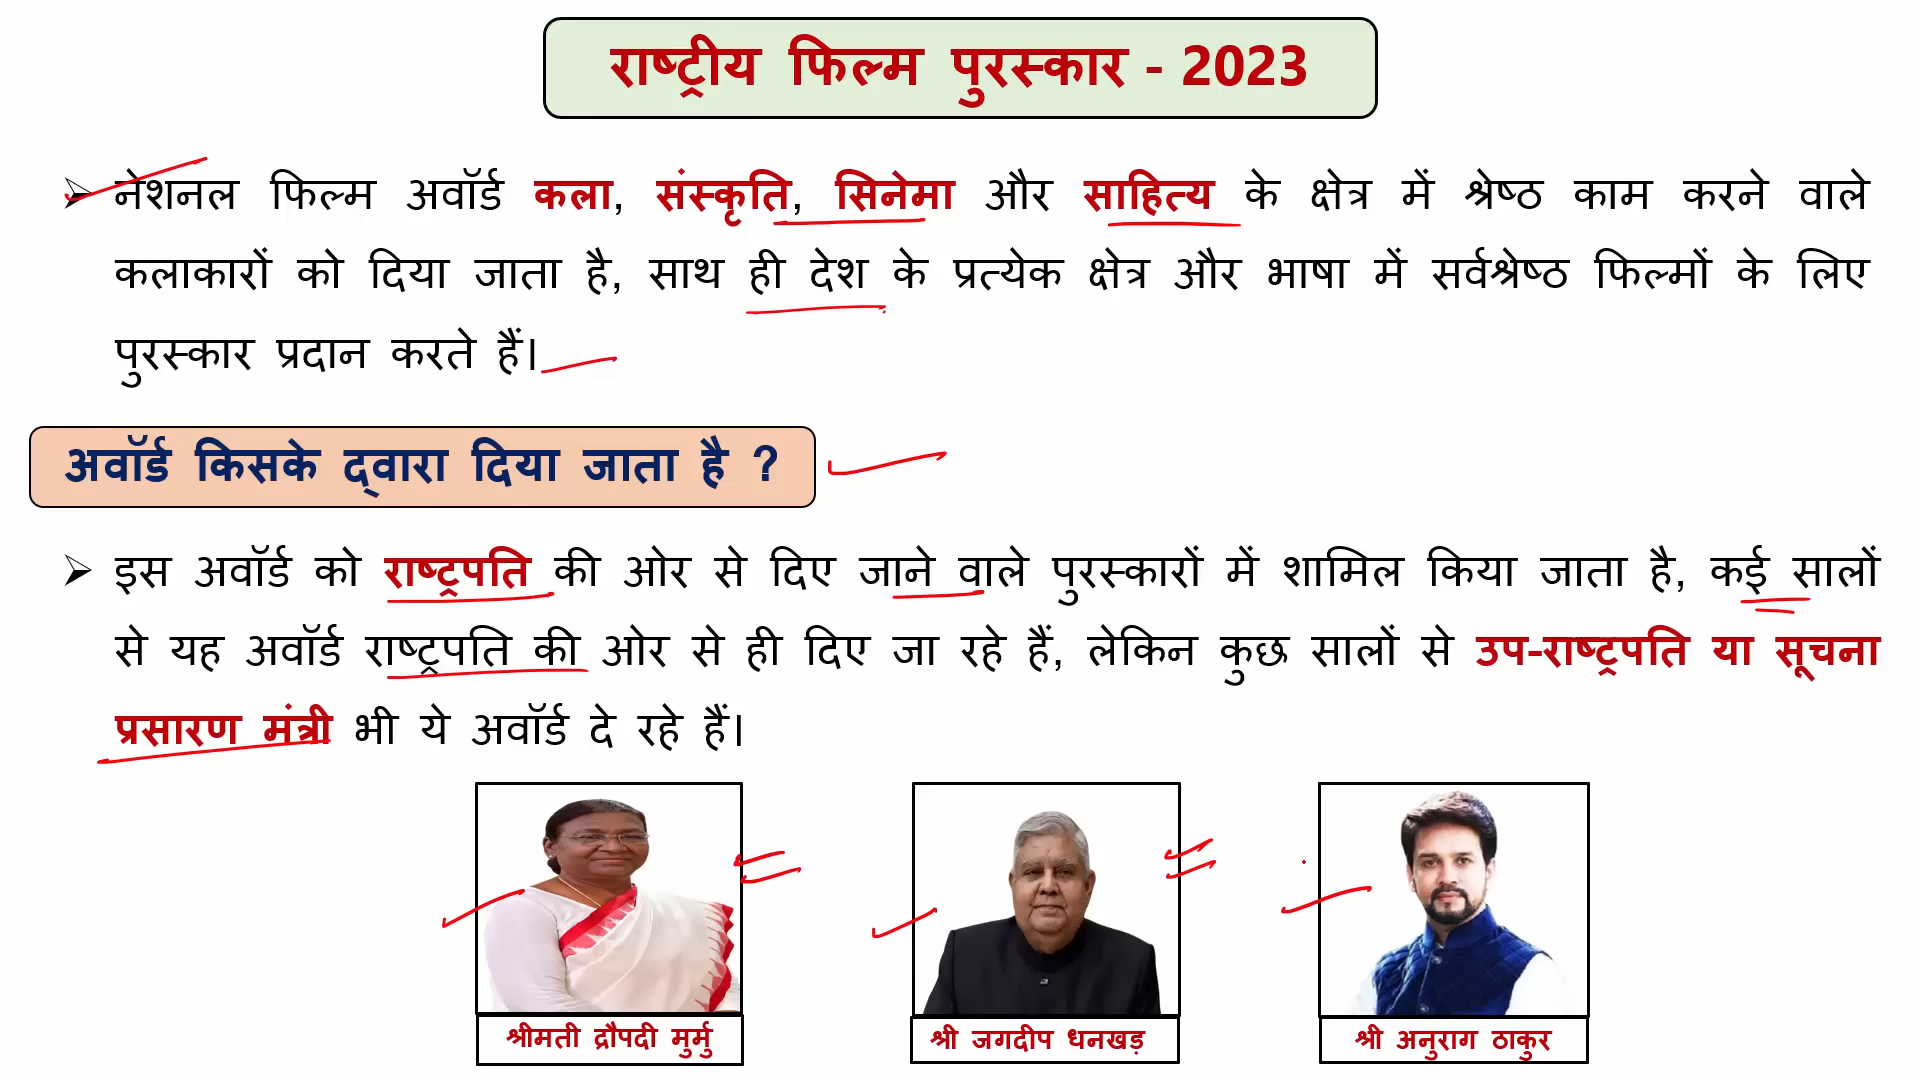 राष्ट्रीय फिल्म पुरस्कार - 2023
नेशनल फिल्म अवॉर्ड कला, संस्कृति, सिनेमा और साहित्य के क्षेत्र में श्रेष्ठ काम करने वाले
कलाकारों को दिया जाता है, साथ ही देश के प्रत्येक क्षेत्र और भाषा में सर्वश्रेष्ठ फिल्मों के लिए
पुरस्कार प्रदान करते हैं।
अवॉर्ड किसके द्वारा दिया जाता है ?
इस अवॉर्ड को राष्ट्रपति की ओर से दिए जाने वाले पुरस्कारों में शामिल किया जाता है, कई सालों
से यह अवॉर्ड राष्ट्रपति की ओर से ही दिए जा रहे हैं, लेकिन कुछ सालों से उप-राष्ट्रपति या सूचना
प्रसारण मंत्री भी ये अवॉर्ड दे रहे हैं।
श्रीमती द्रौपदी मुर्मु
श्री जगदीप धनखड़
श्री अनुराग ठाकुर